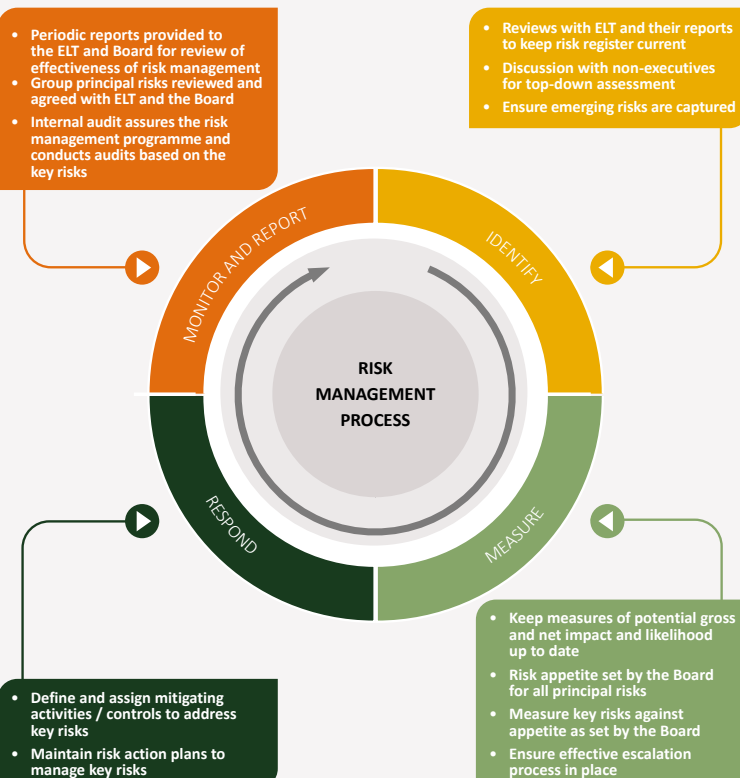 • Periodic reports provided to
the ELT and Board for review of
effectiveness of risk management
• Group principal risks reviewed and
agreed with ELT and the Board
• Internal audit assures the risk
management programme and
conducts audits based on the
key risks
• Reviews with ELT and their reports
to keep risk register current
• Discussion with non-executives
for top-down assessment
• Ensure emerging risks are captured
MONITOR AND REPORT
IDENTIFY
RISK
MANAGEMENT
PROCESS
RESPOND
MEASURE
• Define and assign mitigating
activities / controls to address
key risks
• Maintain risk action plans to
manage key risks
• Keep measures of potential gross
and net impact and likelihood
up to date
• Risk appetite set by the Board
for all principal risks
• Measure key risks against
appetite as set by the Board
• Ensure effective escalation
process in place